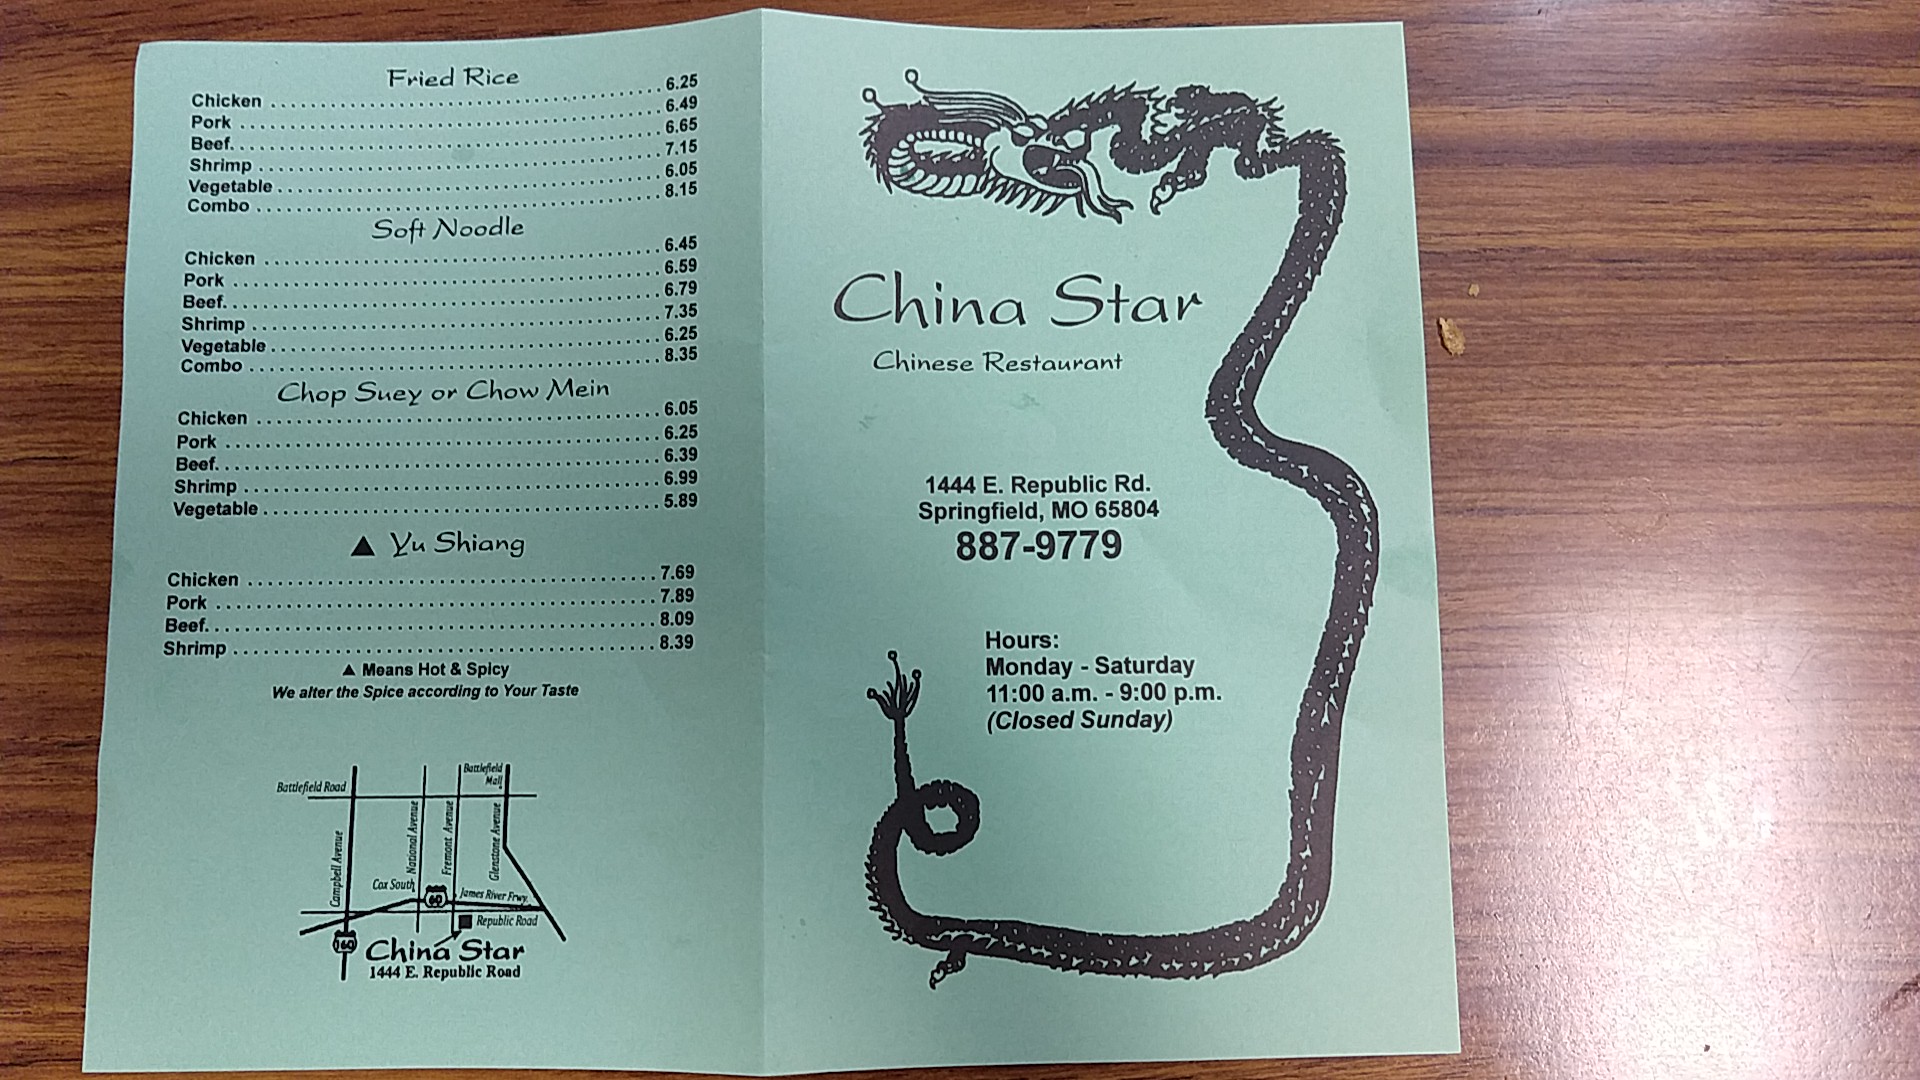 Fried Rice
Chicken 6.25
Pork 6.49
Beef. 6.65
Shrimp 7.15
Vegetable 6.05
Combo 8.15
Soft Noodle
Chicken 6.45
Pork 6.59
Beef. 6.79
Shrimp 7.35
Vegetable 6.25
Combo 8.35
Chop Suey or Chow Mein
Chicken 6.05
Pork 6.25
Beef. 6.39
Shrimp 6.99
Vegetable 5.89
▲ Yu Shiang
Chicken 7.69
Pork 7.89
Beef. 8.09
Shrimp 8.39
▲ Means Hot & Spicy
We alter the Spice according to Your Taste
Battlefield Road
Battlefield
Mall
Campbell Avenue
National Avenue
Fremont Avenue
Glenstone Avenue
Cox South
60
James River Frwy.
Republic Road
160
China Star
1444 E. Republic Road
China Star
Chinese Restaurant
1444 E. Republic Rd.
Springfield, MO 65804
887-9779
Hours:
Monday - Saturday
11:00 a.m. - 9:00 p.m.
(Closed Sunday)